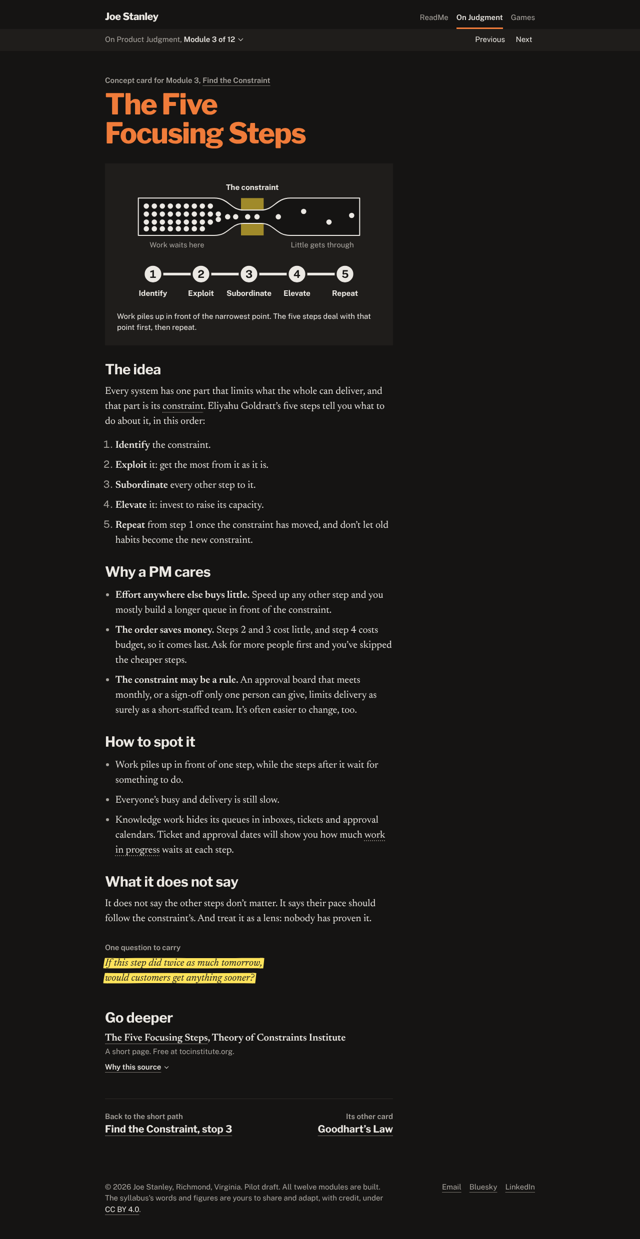 Joe Stanley
ReadMe On Judgment Games
On Product Judgment, Module 3 of 12
Previous Next
Concept card for Module 3, Find the Constraint
The Five
Focusing Steps
The constraint
Work waits here
Little gets through
1 2 3 4 5
Identify Exploit Subordinate Elevate Repeat
Work piles up in front of the narrowest point. The five steps deal with that
point first, then repeat.
The idea
Every system has one part that limits what the whole can deliver, and
that part is its constraint. Eliyahu Goldratt’s five steps tell you what to
do about it, in this order:
1. Identify the constraint.
2. Exploit it: get the most from it as it is.
3. Subordinate every other step to it.
4. Elevate it: invest to raise its capacity.
5. Repeat from step 1 once the constraint has moved, and don’t let old
habits become the new constraint.
Why a PM cares
• Effort anywhere else buys little. Speed up any other step and you
mostly build a longer queue in front of the constraint.
• The order saves money. Steps 2 and 3 cost little, and step 4 costs
budget, so it comes last. Ask for more people first and you’ve skipped
the cheaper steps.
• The constraint may be a rule. An approval board that meets
monthly, or a sign-off only one person can give, limits delivery as
surely as a short-staffed team. It’s often easier to change, too.
How to spot it
• Work piles up in front of one step, while the steps after it wait for
something to do.
• Everyone’s busy and delivery is still slow.
• Knowledge work hides its queues in inboxes, tickets and approval
calendars. Ticket and approval dates will show you how much work
in progress waits at each step.
What it does not say
It does not say the other steps don’t matter. It says their pace should
follow the constraint’s. And treat it as a lens: nobody has proven it.
One question to carry
If this step did twice as much tomorrow,
would customers get anything sooner?
Go deeper
The Five Focusing Steps, Theory of Constraints Institute
A short page. Free at tocinstitute.org.
Why this source
Back to the short path
Find the Constraint, stop 3
Its other card
Goodhart’s Law
© 2026 Joe Stanley, Richmond, Virginia. Pilot draft. All twelve modules are built.
The syllabus’s words and figures are yours to share and adapt, with credit, under
CC BY 4.0.
Email Bluesky LinkedIn